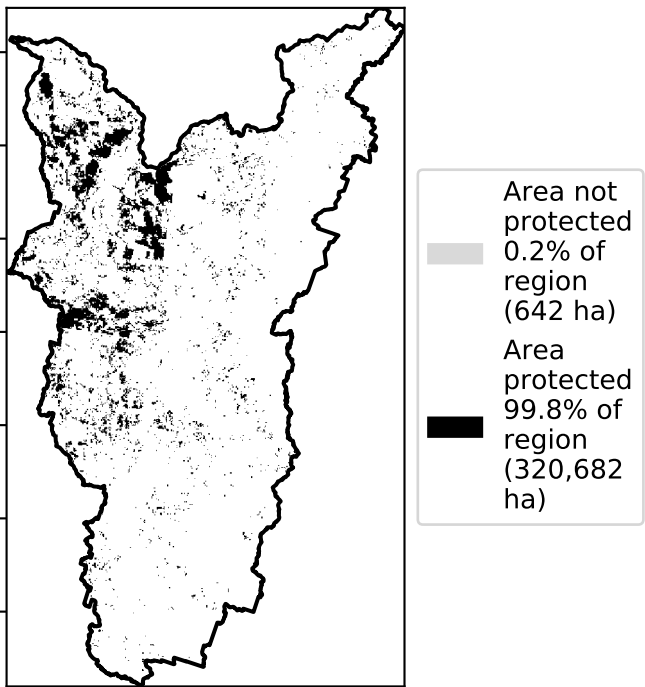 Area not
protected
0.2% of
region
(642 ha)
Area
protected
99.8% of
region
(320,682
ha)